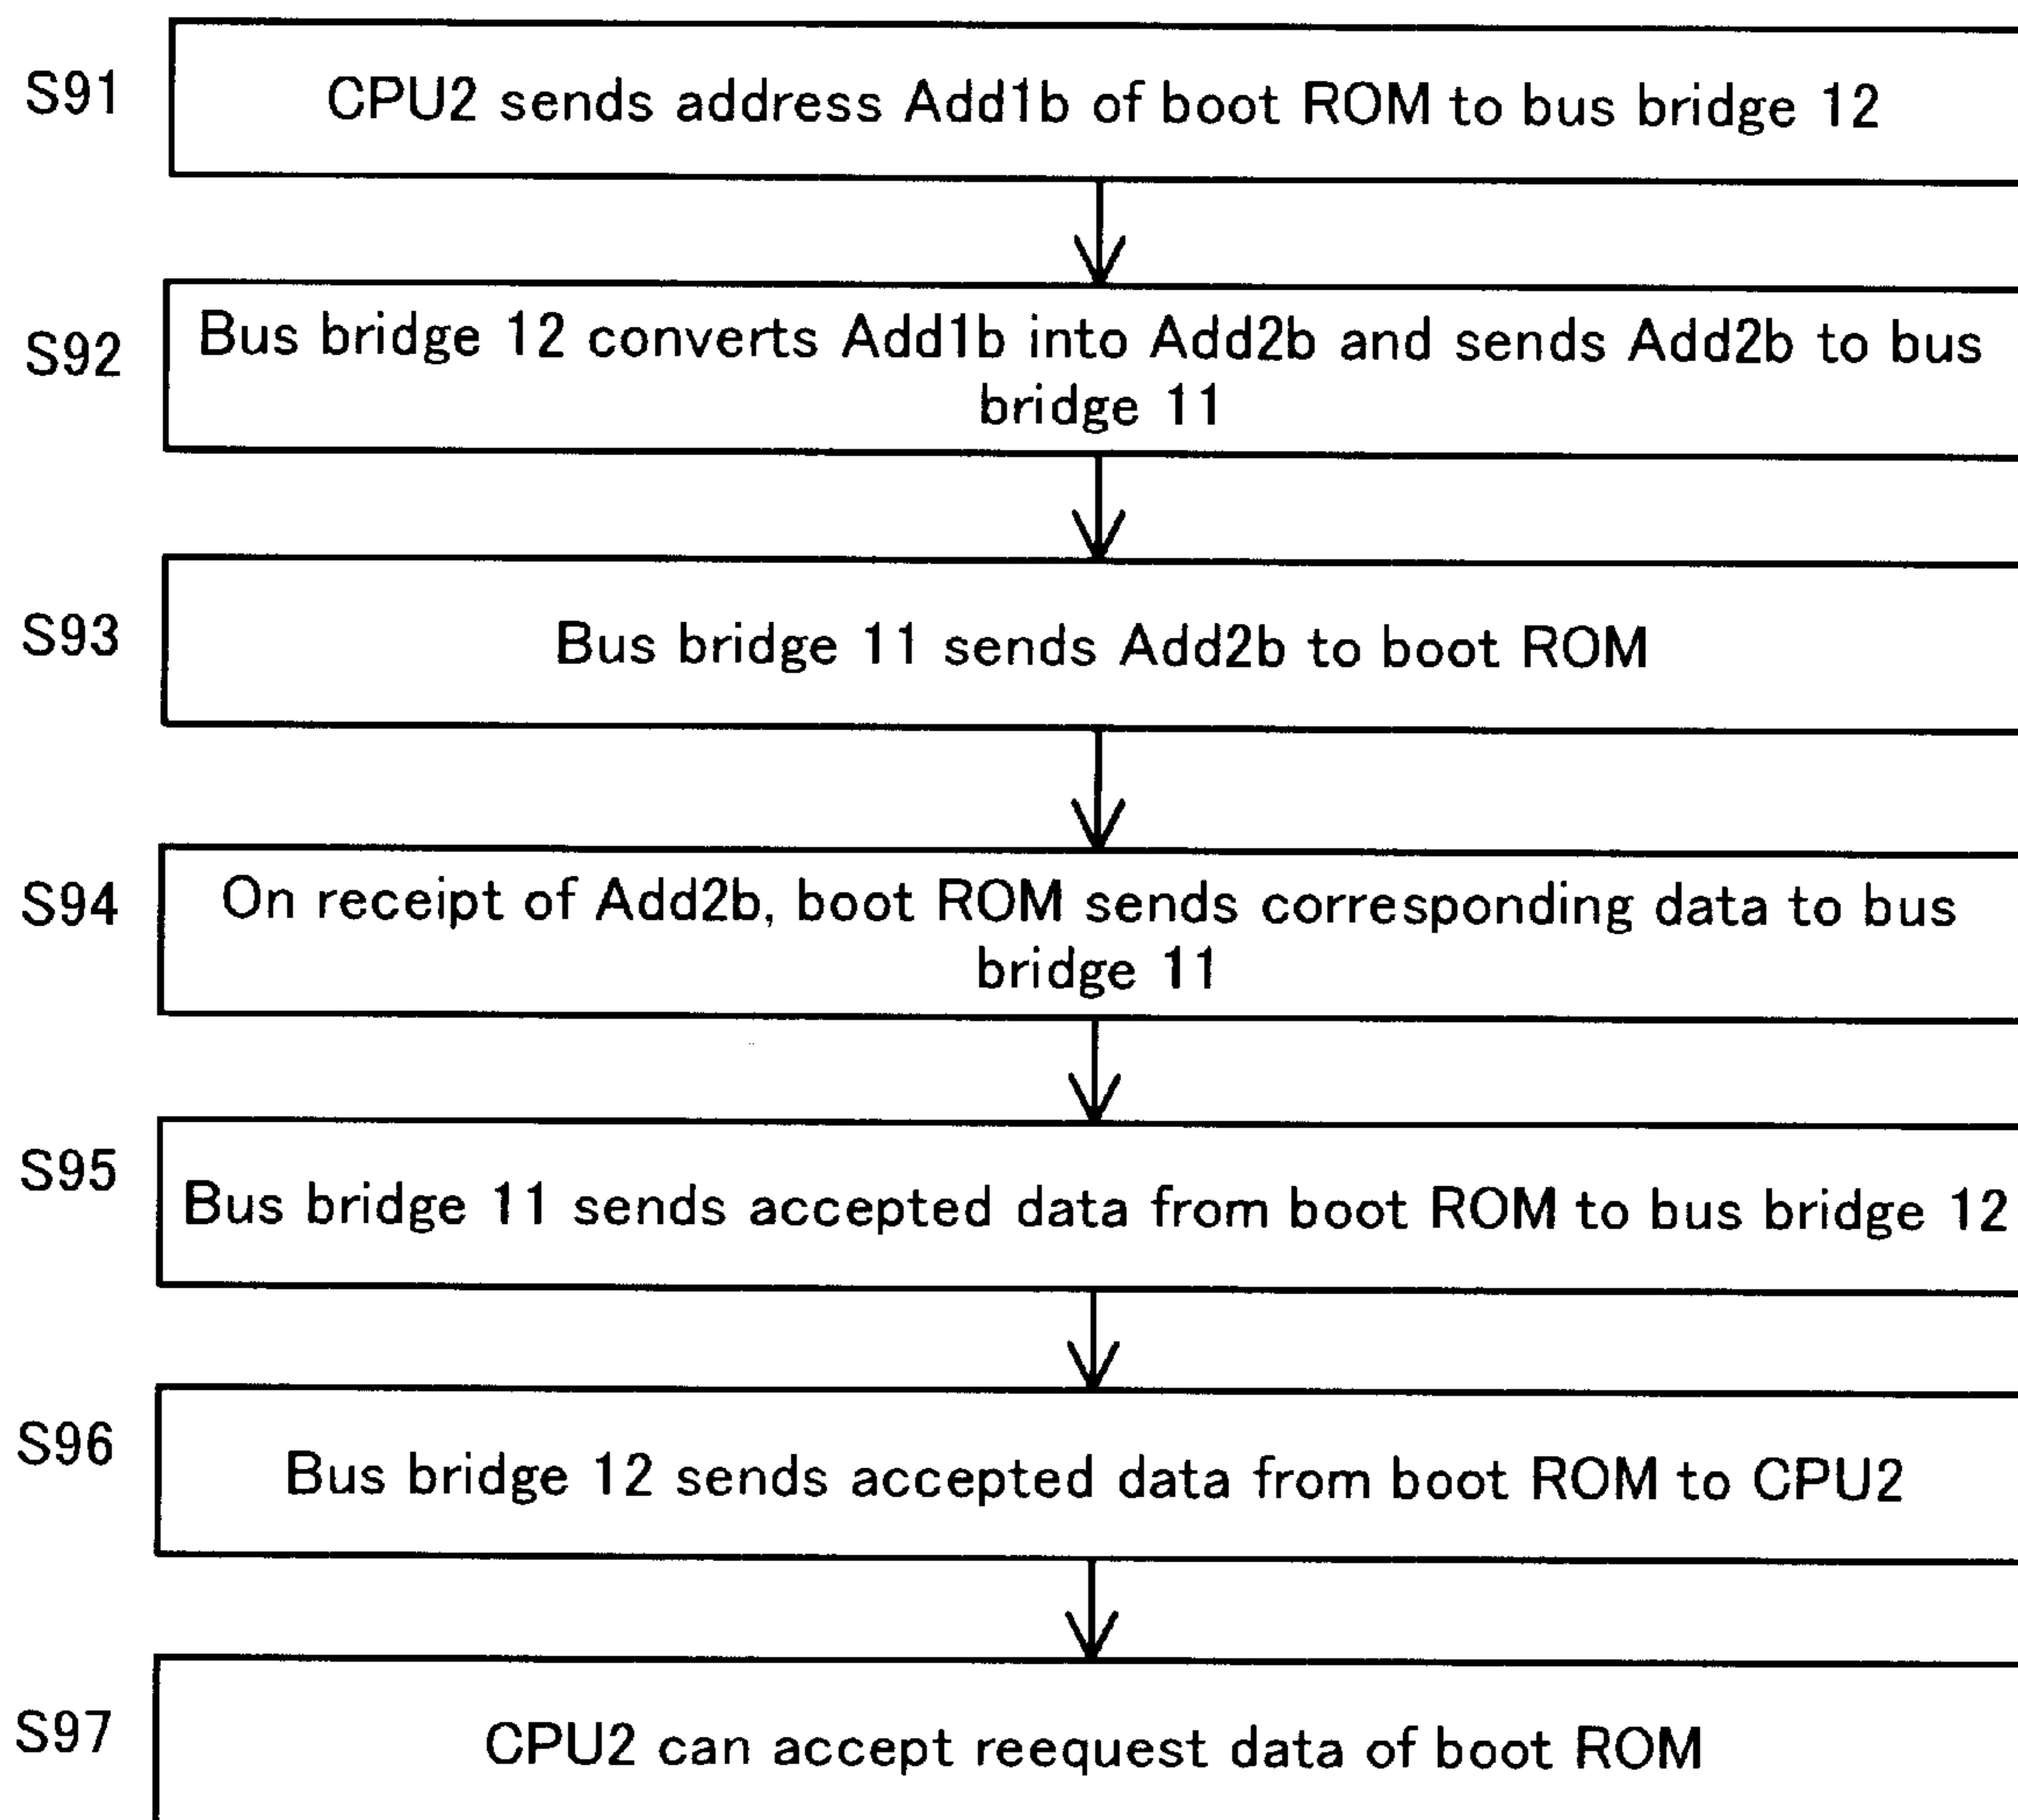 S91
CPU2 sends address Add1b of boot ROM to bus bridge 12
S92
Bus bridge 12 converts Add1b into Add2b and sends Add2b to bus
bridge 11
S93
Bus bridge 11 sends Add2b to boot ROM
S94
On receipt of Add2b, boot ROM sends corresponding data to bus
bridge 11
S95
Bus bridge 11 sends accepted data from boot ROM to bus bridge 12
S96
Bus bridge 12 sends accepted data from boot ROM to CPU2
S97
CPU2 can accept reequest data of boot ROM